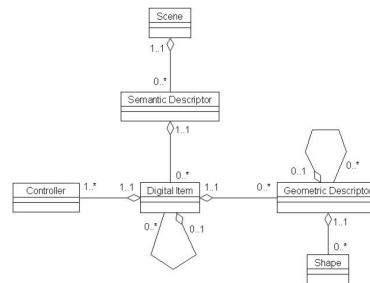 Scene
1..1
0..*
Semantic Descriptor
1..1
0..*
Controller 1..* 1..1 Digital Item 1..1 0..* Geometric Descriptor
0..1 0..*
0..* 0..1
1..1
0..*
Shape